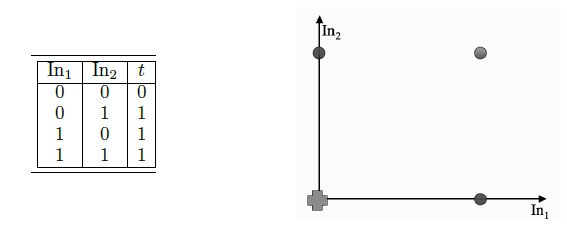 In₁ In₂ t
0 0 0
0 1 1
1 0 1
1 1 1
In₂
In₁